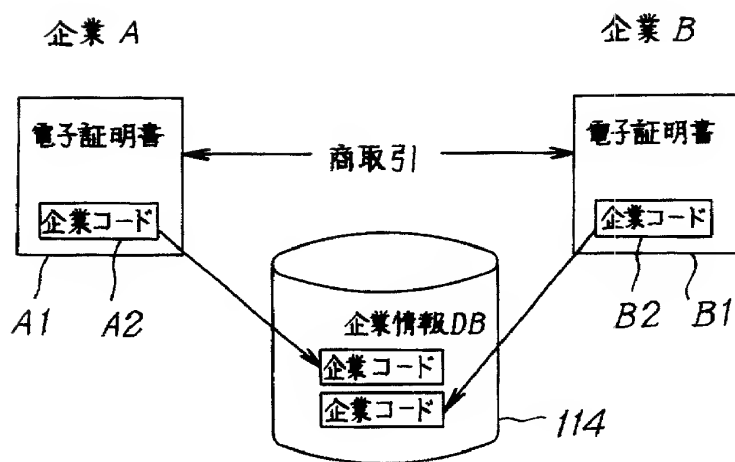 企業 A
企業 B
電子証明書
商取引
電子証明書
企業コード
企業コード
A1
A2
企業情報DB
B2
B1
企業コード
企業コード
114